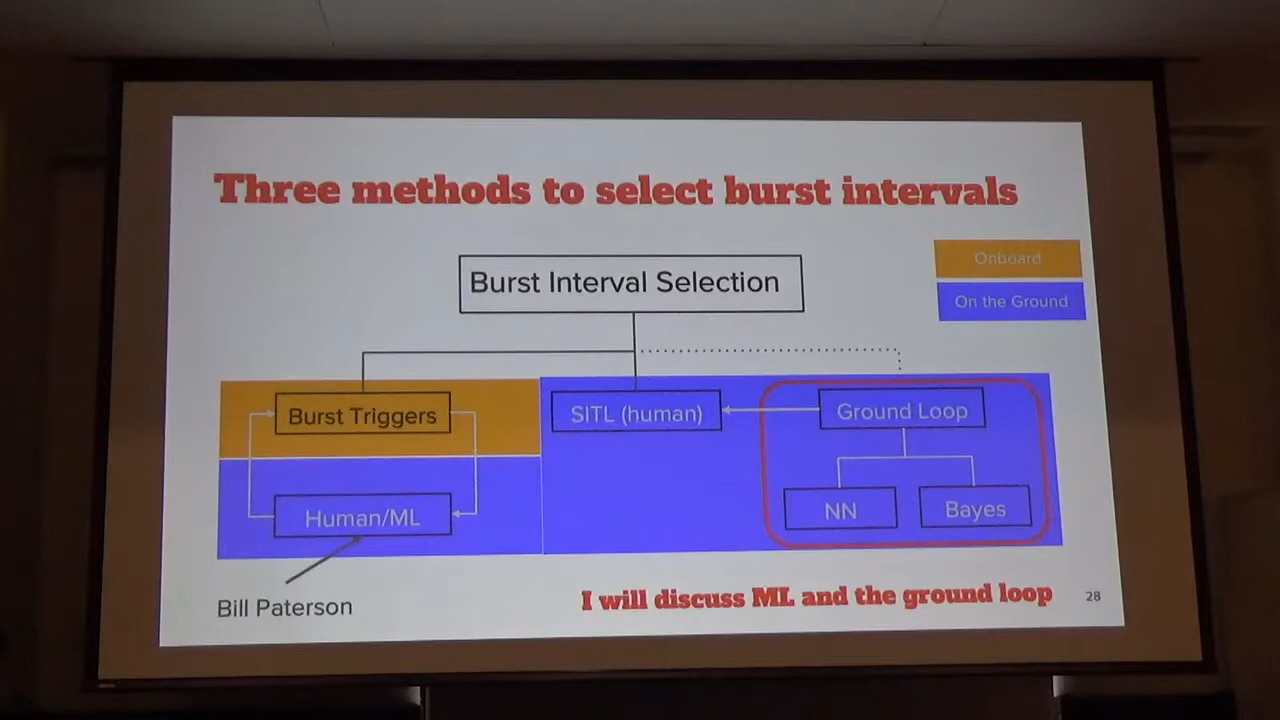 Three methods to select burst intervals
Onboard
On the Ground
Burst Interval Selection
Burst Triggers
SITL (human)
Ground Loop
Human/ML
NN
Bayes
Bill Paterson
I will discuss ML and the ground loop
28